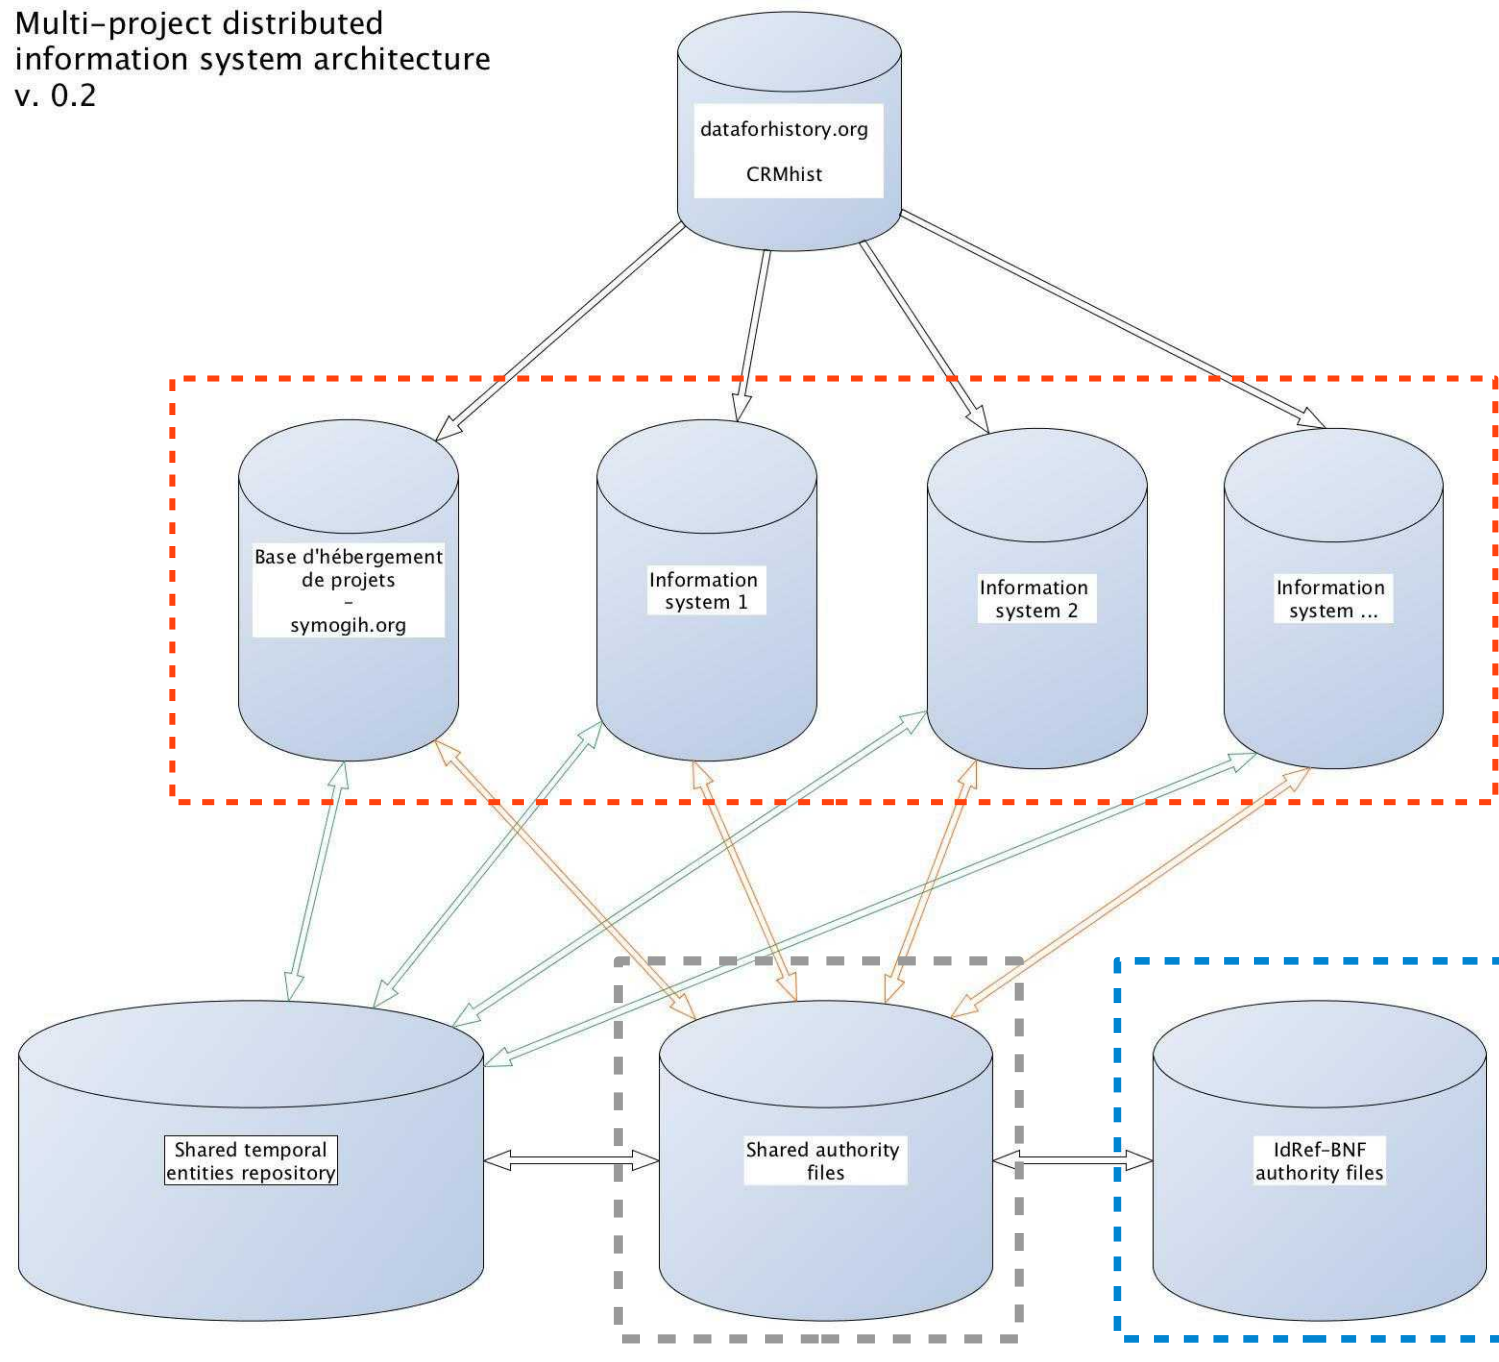 Multi-project distributed
information system architecture
v. 0.2
dataforhistory.org
CRMhist
Base d'hébergement
de projets
–
symogih.org
Information
system 1
Information
system 2
Information
system ...
Shared temporal
entities repository
Shared authority
files
IdRef-BNF
authority files